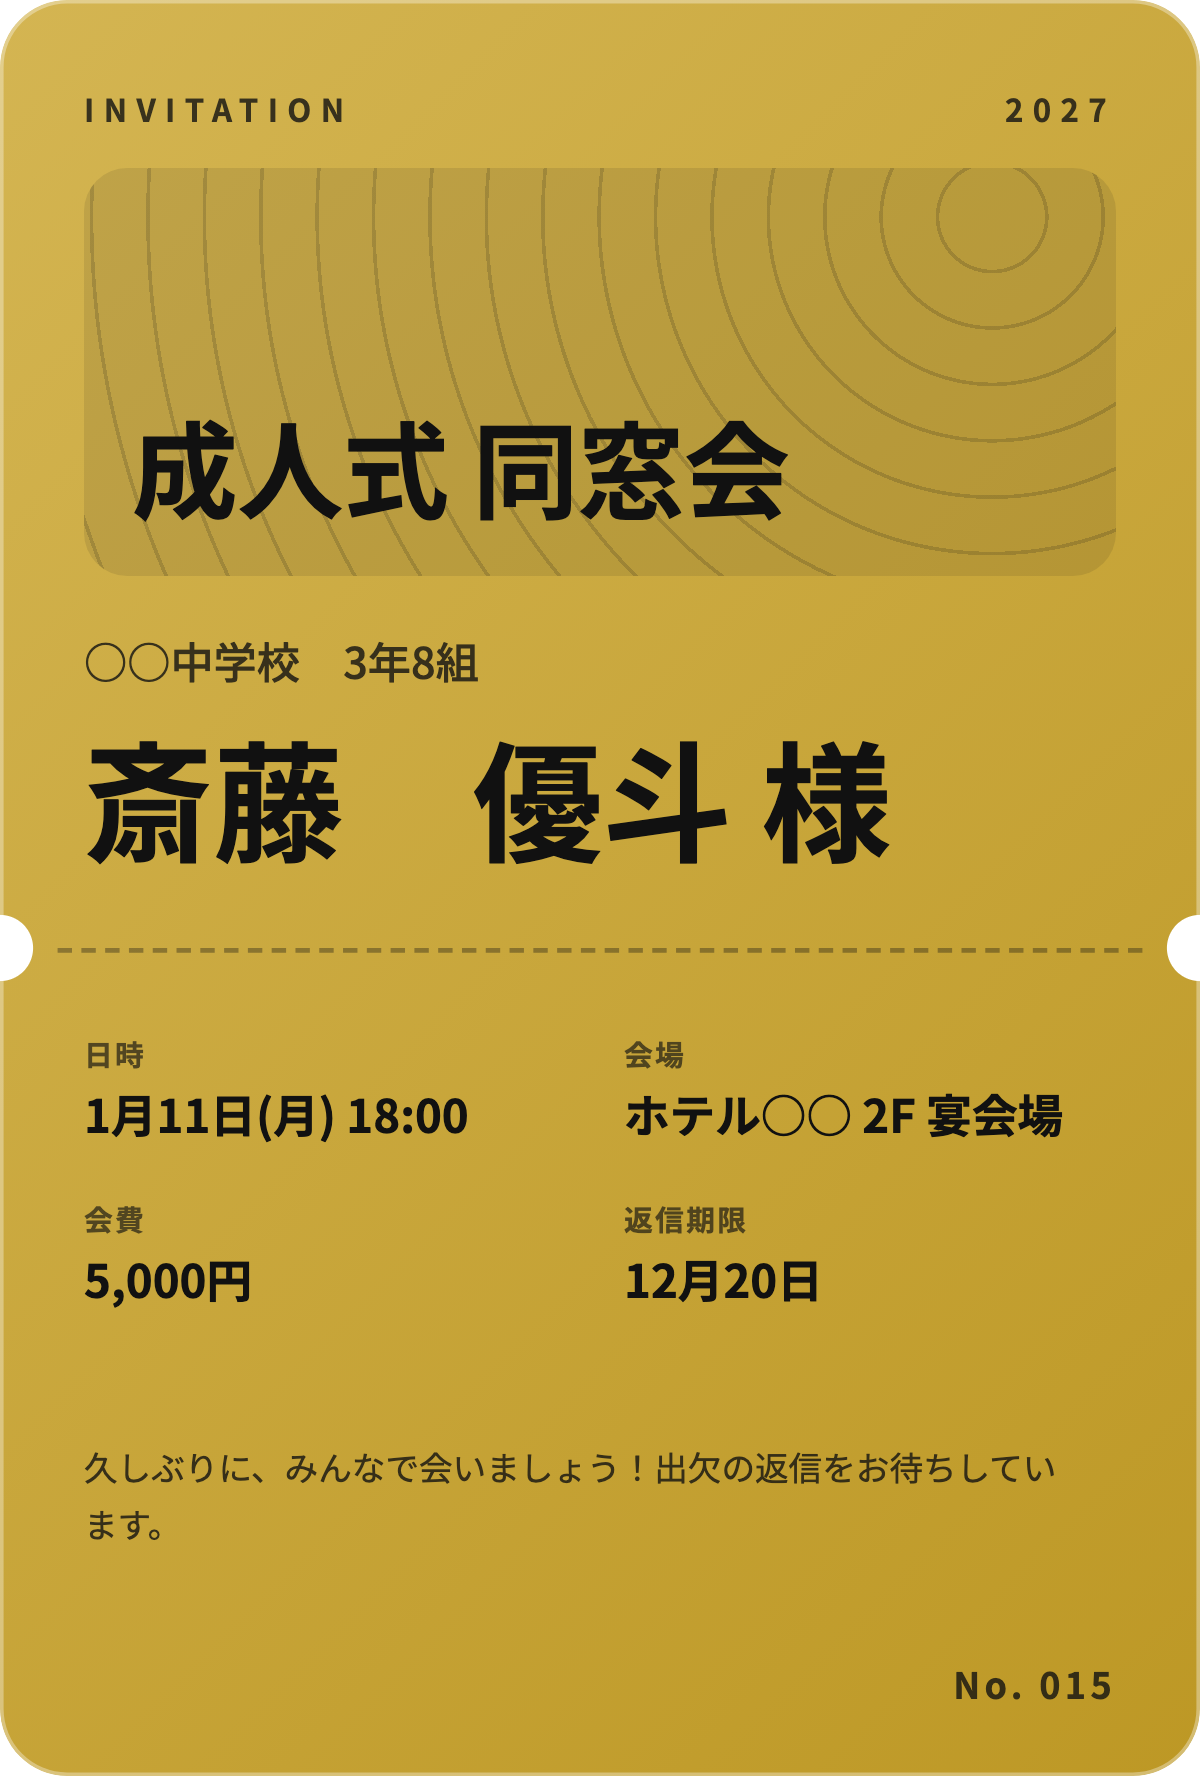 INVITATION
2027
成人式 同窓会
○○中学校　3年8組
斎藤　優斗 様
日時
会場
1月11日(月) 18:00
ホテル○○ 2F 宴会場
会費
返信期限
5,000円
12月20日
久しぶりに、みんなで会いましょう！出欠の返信をお待ちしてい
ます。
No. 015